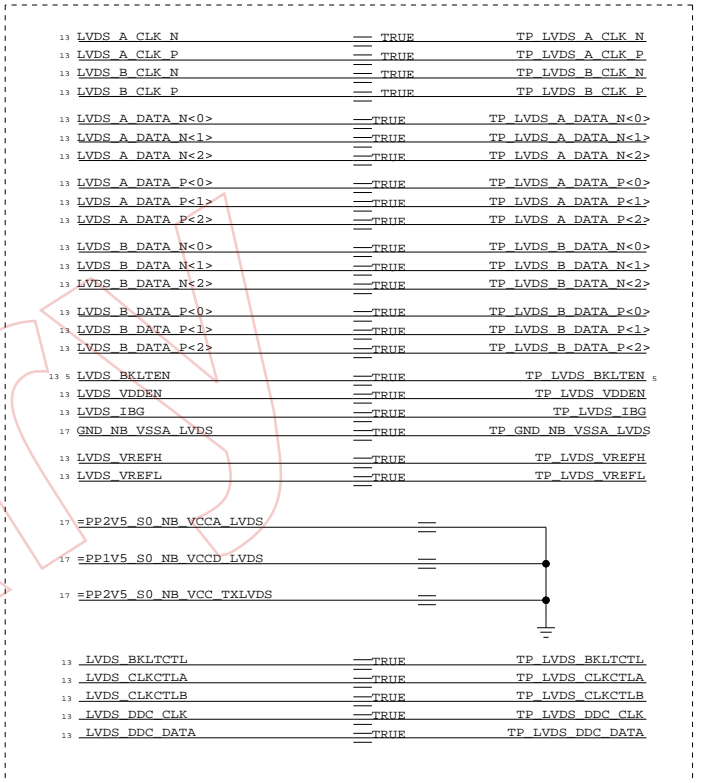 13 LVDS_A_CLK_N TRUE TP_LVDS_A_CLK_N
13 LVDS_A_CLK_P TRUE TP_LVDS_A_CLK_P
13 LVDS_B_CLK_N TRUE TP_LVDS_B_CLK_N
13 LVDS_B_CLK_P TRUE TP_LVDS_B_CLK_P
13 LVDS_A_DATA_N<0> TRUE TP_LVDS_A_DATA_N<0>
13 LVDS_A_DATA_N<1> TRUE TP_LVDS_A_DATA_N<1>
13 LVDS_A_DATA_N<2> TRUE TP_LVDS_A_DATA_N<2>
13 LVDS_A_DATA_P<0> TRUE TP_LVDS_A_DATA_P<0>
13 LVDS_A_DATA_P<1> TRUE TP_LVDS_A_DATA_P<1>
13 LVDS_A_DATA_P<2> TRUE TP_LVDS_A_DATA_P<2>
13 LVDS_B_DATA_N<0> TRUE TP_LVDS_B_DATA_N<0>
13 LVDS_B_DATA_N<1> TRUE TP_LVDS_B_DATA_N<1>
13 LVDS_B_DATA_N<2> TRUE TP_LVDS_B_DATA_N<2>
13 LVDS_B_DATA_P<0> TRUE TP_LVDS_B_DATA_P<0>
13 LVDS_B_DATA_P<1> TRUE TP_LVDS_B_DATA_P<1>
13 LVDS_B_DATA_P<2> TRUE TP_LVDS_B_DATA_P<2>
13 5 LVDS_BKLTEN TRUE TP_LVDS_BKLTEN 5
13 LVDS_VDDEN TRUE TP_LVDS_VDDEN
13 LVDS_IBG TRUE TP_LVDS_IBG
17 GND_NB_VSSA_LVDS TRUE TP_GND_NB_VSSA_LVDS
13 LVDS_VREFH TRUE TP_LVDS_VREFH
13 LVDS_VREFL TRUE TP_LVDS_VREFL
17 =PP2V5_S0_NB_VCCA_LVDS
17 =PP1V5_S0_NB_VCCD_LVDS
17 =PP2V5_S0_NB_VCC_TXLVDS
13 LVDS_BKLTCTL TRUE TP_LVDS_BKLTCTL
13 LVDS_CLKCTLA TRUE TP_LVDS_CLKCTLA
13 LVDS_CLKCTLB TRUE TP_LVDS_CLKCTLB
13 LVDS_DDC_CLK TRUE TP_LVDS_DDC_CLK
13 LVDS_DDC_DATA TRUE TP_LVDS_DDC_DATA